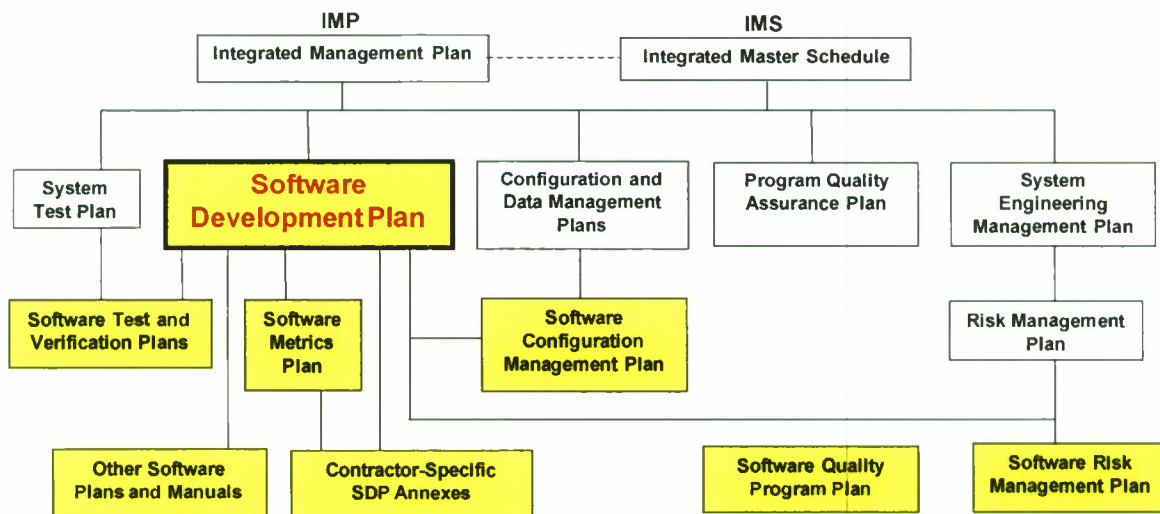 IMP
Integrated Management Plan
IMS
Integrated Master Schedule
System
Test Plan
Software
Development Plan
Configuration and
Data Management
Plans
Program Quality
Assurance Plan
System
Engineering
Management Plan
Software Test and
Verification Plans
Software
Metrics
Plan
Software
Configuration
Management Plan
Risk Management
Plan
Other Software
Plans and Manuals
Contractor-Specific
SDP Annexes
Software Quality
Program Plan
Software Risk
Management Plan